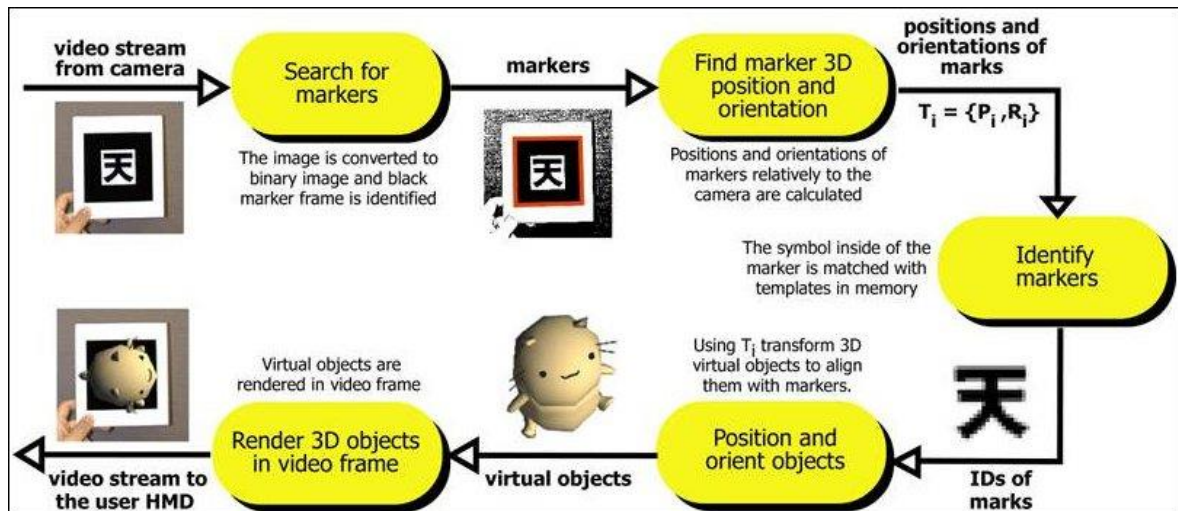 video stream
from camera
Search for
markers
The image is converted to
binary image and black
marker frame is identified
天
markers
天
Find marker 3D
position and
orientation
Positions and orientations of
markers relatively to the
camera are calculated
positions and
orientations of
marks
Ti = {Pi ,Ri}
Identify
markers
The symbol inside of the
marker is matched with
templates in memory
天
IDs of
marks
Position and
orient objects
Using Ti transform 3D
virtual objects to align
them with markers.
virtual objects
Render 3D objects
in video frame
Virtual objects are
rendered in video frame
video stream to
the user HMD